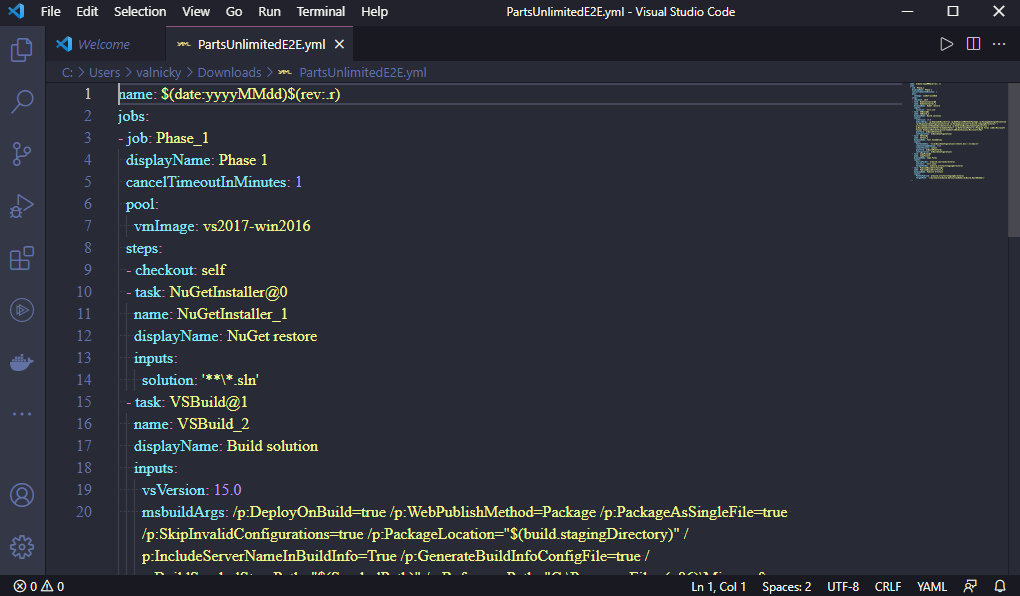 File Edit Selection View Go Run Terminal Help PartsUnlimitedE2E.yml - Visual Studio Code
Welcome PartsUnlimitedE2E.yml
C: > Users > valnicky > Downloads > PartsUnlimitedE2E.yml
1 name: $(date:yyyyMMdd)$(rev:.r)
2 jobs:
3 - job: Phase_1
4 displayName: Phase 1
5 cancelTimeoutInMinutes: 1
6 pool:
7 vmImage: vs2017-win2016
8 steps:
9 - checkout: self
10 - task: NuGetInstaller@0
11 name: NuGetInstaller_1
12 displayName: NuGet restore
13 inputs:
14 solution: '**\*.sln'
15 - task: VSBuild@1
16 name: VSBuild_2
17 displayName: Build solution
18 inputs:
19 vsVersion: 15.0
20 msbuildArgs: /p:DeployOnBuild=true /p:WebPublishMethod=Package /p:PackageAsSingleFile=true
/p:SkipInvalidConfigurations=true /p:PackageLocation="$(build.stagingDirectory)" /
p:IncludeServerNameInBuildInfo=True /p:GenerateBuildInfoConfigFile=true /
0 0 Ln 1, Col 1 Spaces: 2 UTF-8 CRLF YAML